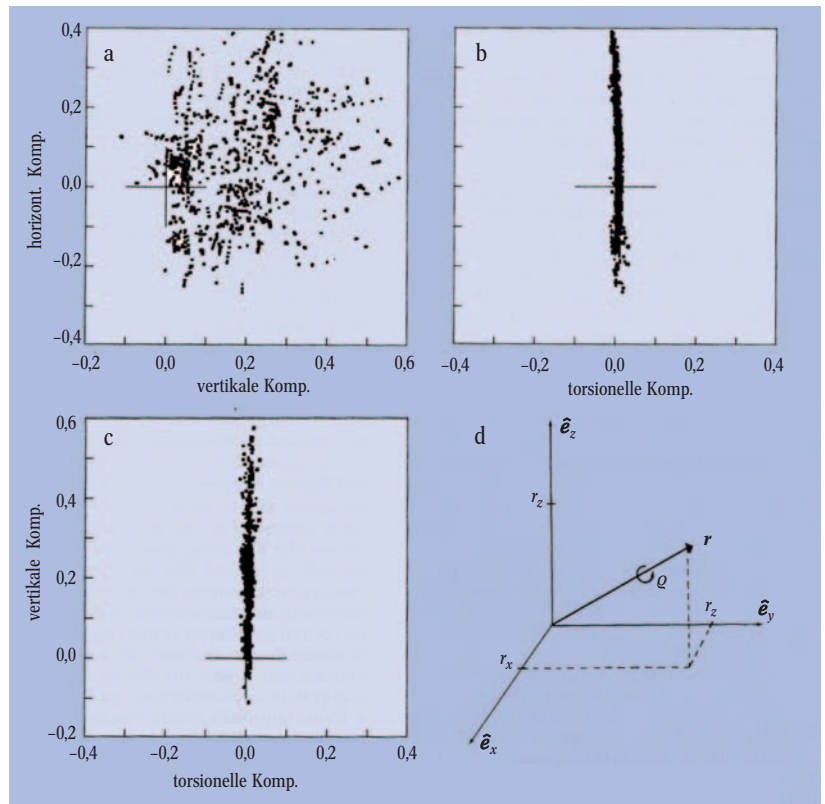 a
horizont. Komp.
0,4
0,2
0,0
–0,2
–0,4
–0,2 0,0 0,2 0,4 0,6
vertikale Komp.
b
–0,4 –0,2 0,0 0,2 0,4
torsionelle Komp.
c
vertikale Komp.
0,6
0,4
0,2
0,0
–0,2
–0,4 –0,2 0,0 0,2 0,4
torsionelle Komp.
d
ê_z
r_z
r
ϱ
r_z
ê_y
r_x
ê_x